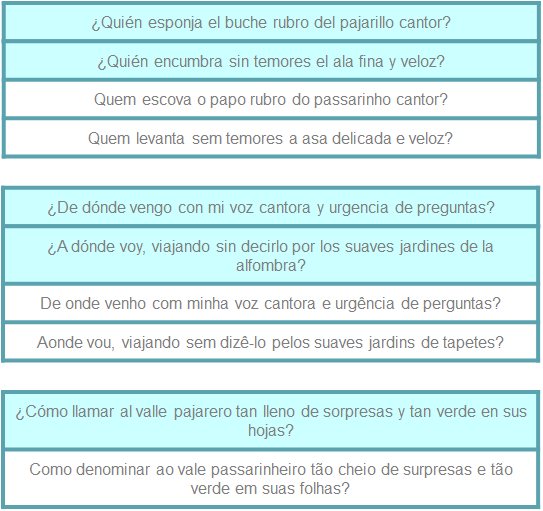 ¿Quién esponja el buche rubro del pajarillo cantor?
¿Quién encumbra sin temores el ala fina y veloz?
Quem escova o papo rubro do passarinho cantor?
Quem levanta sem temores a asa delicada e veloz?
¿De dónde vengo con mi voz cantora y urgencia de preguntas?
¿A dónde voy, viajando sin decirlo por los suaves jardines de la
alfombra?
De onde venho com minha voz cantora e urgência de perguntas?
Aonde vou, viajando sem dizê-lo pelos suaves jardins de tapetes?
¿Cómo llamar al valle pajarero tan lleno de sorpresas y tan verde en sus
hojas?
Como denominar ao vale passarinheiro tão cheio de surpresas e tão
verde em suas folhas?